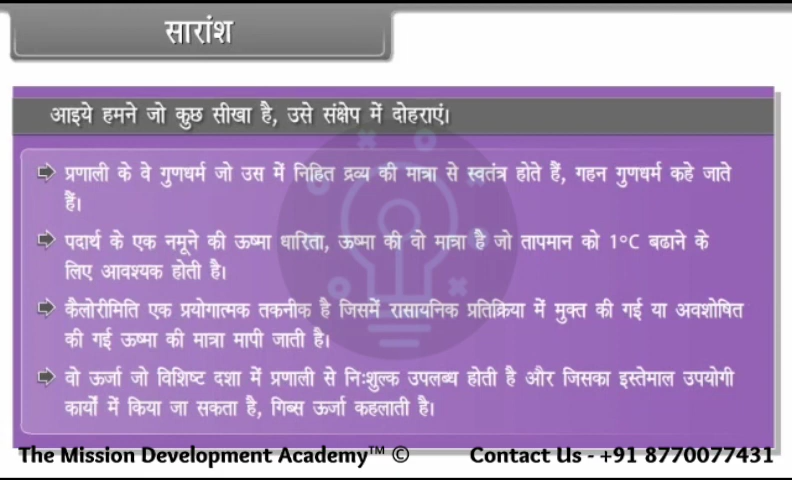 सारांश
आइये हमने जो कुछ सीखा है, उसे संक्षेप में दोहराएं।
प्रणाली के वे गुणधर्म जो उस में निहित द्रव्य की मात्रा से स्वतंत्र होते हैं, गहन गुणधर्म कहे जाते
हैं।
पदार्थ के एक नमूने की ऊष्मा धारिता, ऊष्मा की वो मात्रा है जो तापमान को 1°C बढाने के
लिए आवश्यक होती है।
कैलोरीमिति एक प्रयोगात्मक तकनीक है जिसमें रासायनिक प्रतिक्रिया में मुक्त की गई या अवशोषित
की गई ऊष्मा की मात्रा मापी जाती है।
वो ऊर्जा जो विशिष्ट दशा में प्रणाली से निःशुल्क उपलब्ध होती है और जिसका इस्तेमाल उपयोगी
कार्यों में किया जा सकता है, गिब्स ऊर्जा कहलाती है।
The Mission Development Academy™ © Contact Us - +91 8770077431